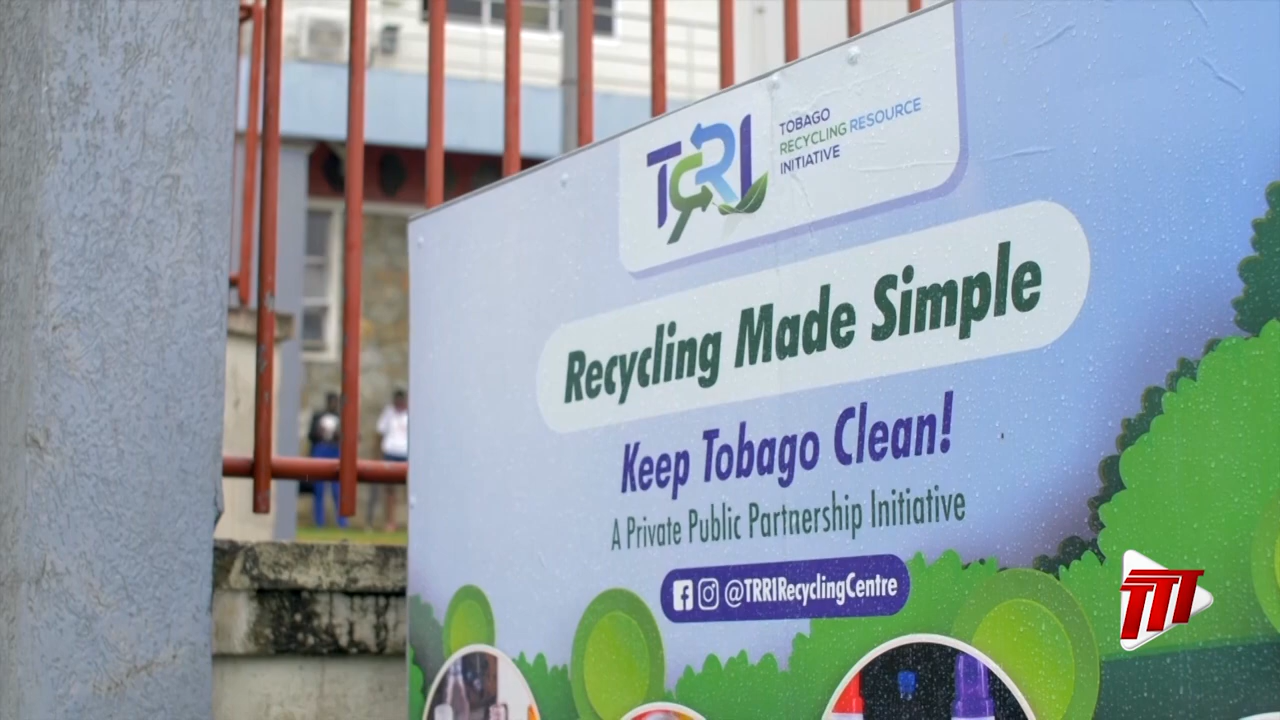 TRRI
TOBAGO
RECYCLING RESOURCE
INITIATIVE
Recycling Made Simple
Keep Tobago Clean!
A Private Public Partnership Initiative
@TRRIRecyclingCentre
TTT